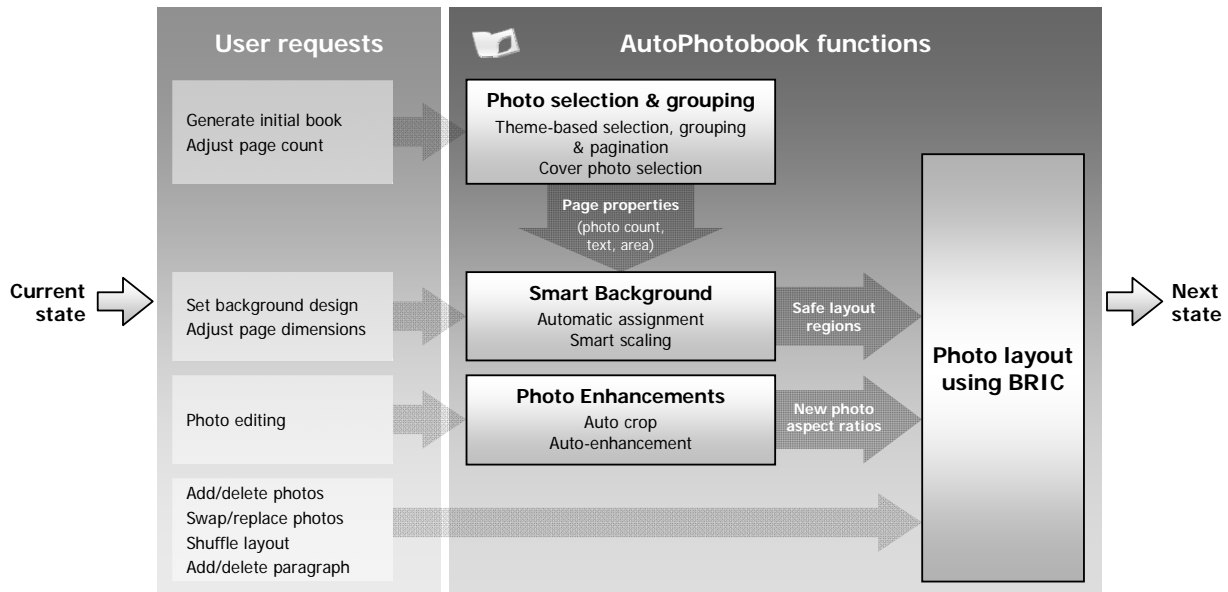 User requests
AutoPhotobook functions
Generate initial book
Adjust page count
Photo selection & grouping
Theme-based selection, grouping
& pagination
Cover photo selection
Page properties
(photo count,
text, area)
Current
state
Set background design
Adjust page dimensions
Smart Background
Automatic assignment
Smart scaling
Safe layout
regions
Photo layout
using BRIC
Next
state
Photo editing
Photo Enhancements
Auto crop
Auto-enhancement
New photo
aspect ratios
Add/delete photos
Swap/replace photos
Shuffle layout
Add/delete paragraph